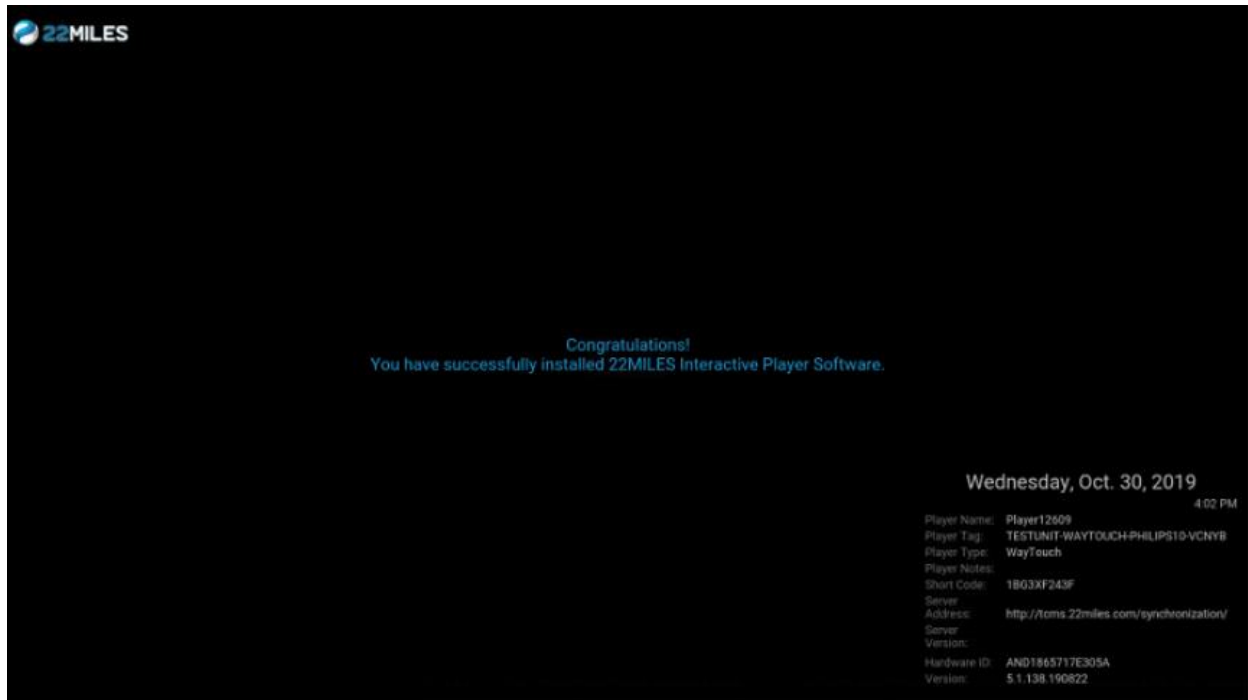 22MILES
Congratulations!
You have successfully installed 22MILES Interactive Player Software.
Wednesday, Oct. 30, 2019
4:02 PM
Player Name: Player12609
Player Tag: TESTUNIT-WAYTOUCH-PHILIPS10-VCNYB
Player Type: WayTouch
Player Notes:
Short Code: 1BG3XF243F
Server
Address: http://tcms.22miles.com/synchronization/
Server
Version:
Hardware ID: AND1865717E305A
Version: 5.1.138.190822